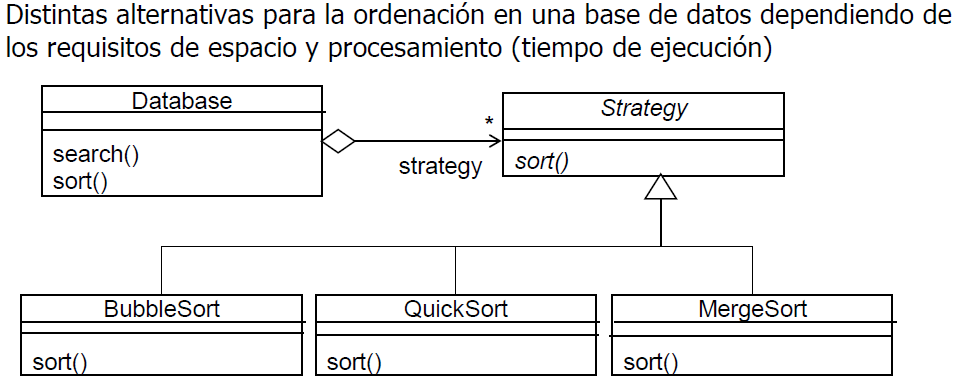 Distintas alternativas para la ordenación en una base de datos dependiendo de
los requisitos de espacio y procesamiento (tiempo de ejecución)
Database
search()
sort()
*
strategy
Strategy
sort()
BubbleSort
sort()
QuickSort
sort()
MergeSort
sort()